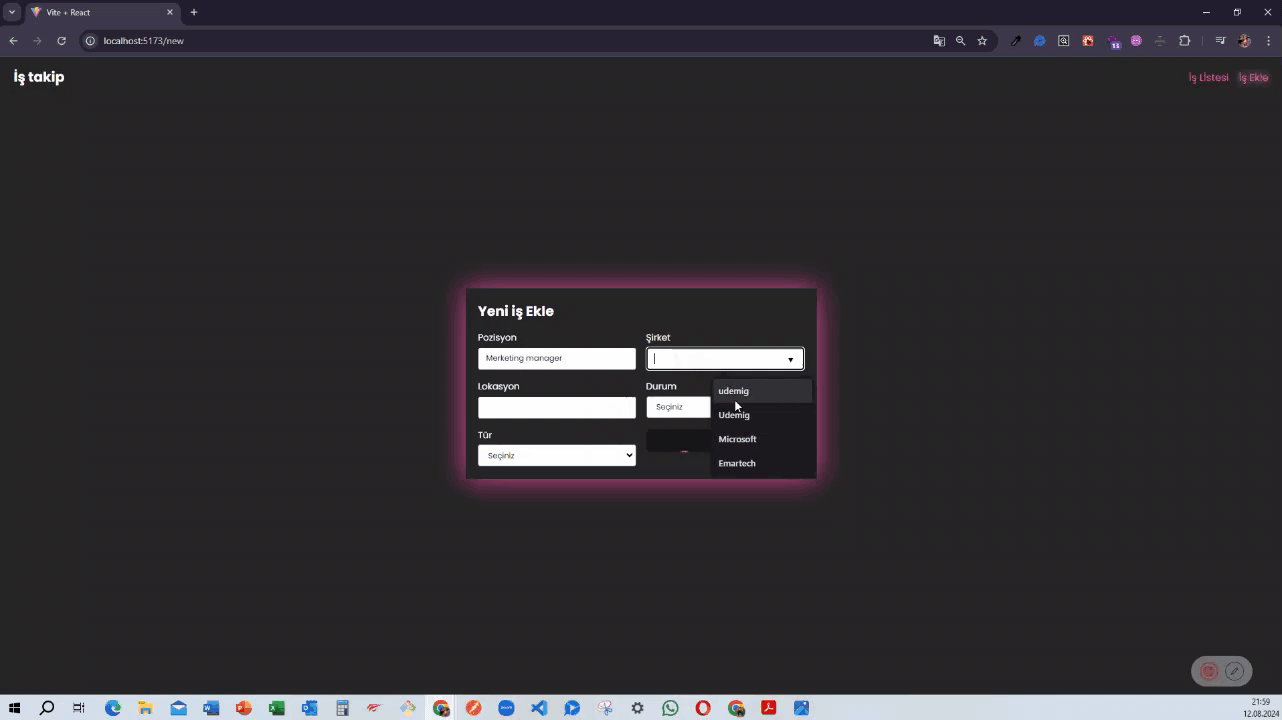 Vite + React
localhost:5173/new
13
İş takip
İş Listesi
İş Ekle
Yeni iş Ekle
Pozisyon
Şirket
Merketing manager
Lokasyon
Durum
Seçiniz
udemig
Udemig
Microsoft
Emartech
Tür
Seçiniz
21:59
12.08.2024